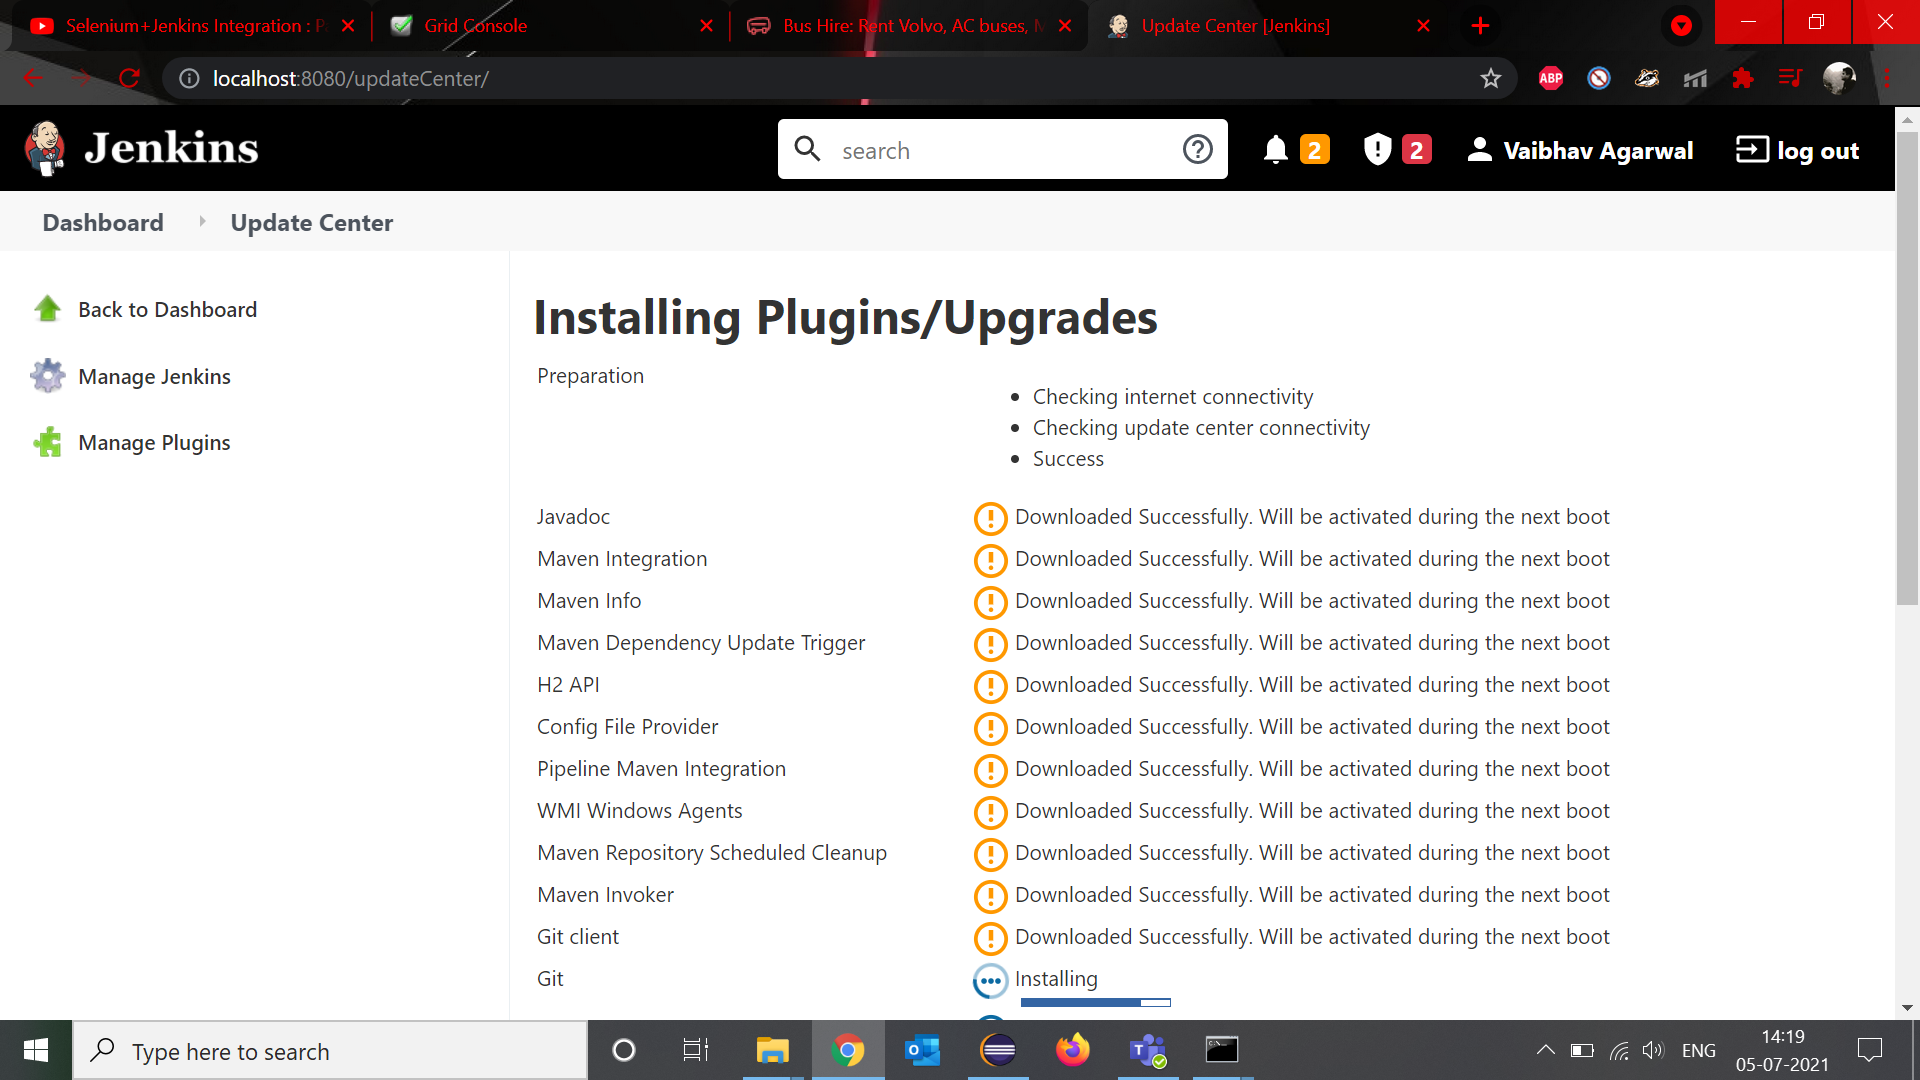 Selenium+Jenkins Integration : P
Grid Console
Bus Hire: Rent Volvo, AC buses, M
Update Center [Jenkins]
localhost:8080/updateCenter/
ABP
Jenkins
search
2
2
Vaibhav Agarwal
log out
Dashboard
Update Center
Back to Dashboard
Manage Jenkins
Manage Plugins
Installing Plugins/Upgrades
Preparation
Checking internet connectivity
Checking update center connectivity
Success
Javadoc Downloaded Successfully. Will be activated during the next boot
Maven Integration Downloaded Successfully. Will be activated during the next boot
Maven Info Downloaded Successfully. Will be activated during the next boot
Maven Dependency Update Trigger Downloaded Successfully. Will be activated during the next boot
H2 API Downloaded Successfully. Will be activated during the next boot
Config File Provider Downloaded Successfully. Will be activated during the next boot
Pipeline Maven Integration Downloaded Successfully. Will be activated during the next boot
WMI Windows Agents Downloaded Successfully. Will be activated during the next boot
Maven Repository Scheduled Cleanup Downloaded Successfully. Will be activated during the next boot
Maven Invoker Downloaded Successfully. Will be activated during the next boot
Git client Downloaded Successfully. Will be activated during the next boot
Git Installing
Type here to search
ENG
14:19
05-07-2021